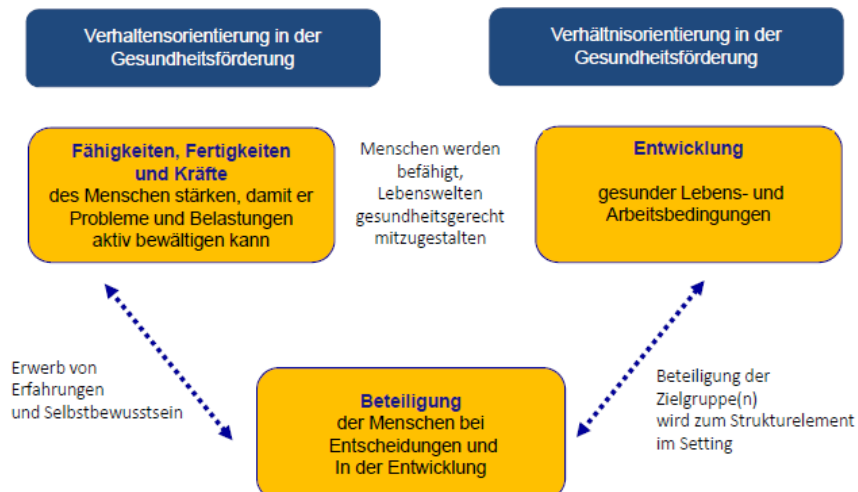 Verhaltensorientierung in der
Gesundheitsförderung
Verhältnisorientierung in der
Gesundheitsförderung
Fähigkeiten, Fertigkeiten
und Kräfte
des Menschen stärken, damit er
Probleme und Belastungen
aktiv bewältigen kann
Menschen werden
befähigt,
Lebenswelten
gesundheitsgerecht
mitzugestalten
Entwicklung
gesunder Lebens- und
Arbeitsbedingungen
Erwerb von
Erfahrungen
und Selbstbewusstsein
Beteiligung
der Menschen bei
Entscheidungen und
In der Entwicklung
Beteiligung der
Zielgruppe(n)
wird zum Strukturelement
im Setting